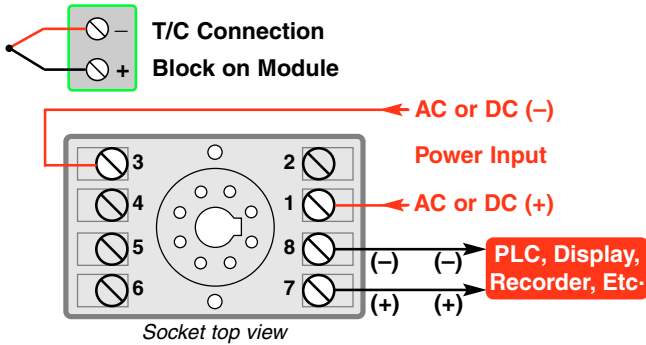 – T/C Connection
+ Block on Module
AC or DC (–)
3 2 Power Input
4 1 AC or DC (+)
5 8 (–) (–) PLC, Display,
6 7 (+) (+) Recorder, Etc.
Socket top view